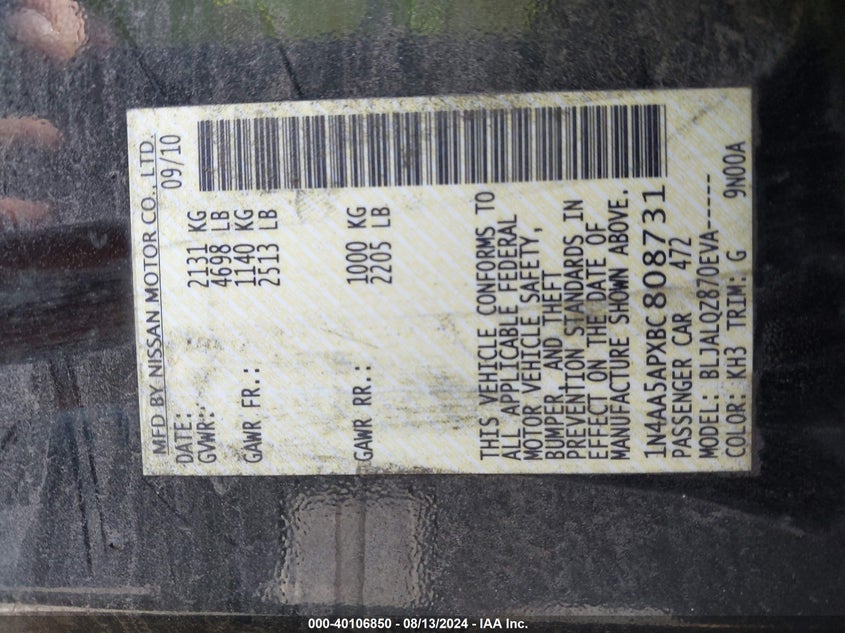 MFD BY NISSAN MOTOR CO., LTD.
DATE: 09/10
GVWR: 2131 KG
4698 LB
GAWR FR.: 1140 KG
2513 LB
GAWR RR.: 1000 KG
2205 LB
THIS VEHICLE CONFORMS TO
ALL APPLICABLE FEDERAL
MOTOR VEHICLE SAFETY,
BUMPER, AND THEFT
PREVENTION STANDARDS IN
EFFECT ON THE DATE OF
MANUFACTURE SHOWN ABOVE.
1N4AA5APXBC808731
PASSENGER CAR 472
MODEL: BLJALQZ870EVA------
COLOR: KH3 TRIM: G 9N00A
000-40106850 - 08/13/2024 - IAA Inc.